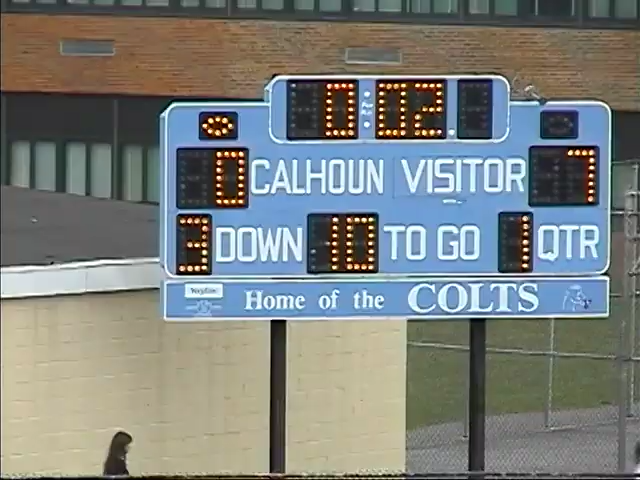 0:02
0 CALHOUN VISITOR 7
3 DOWN 10 TO GO 1 QTR
Home of the COLTS